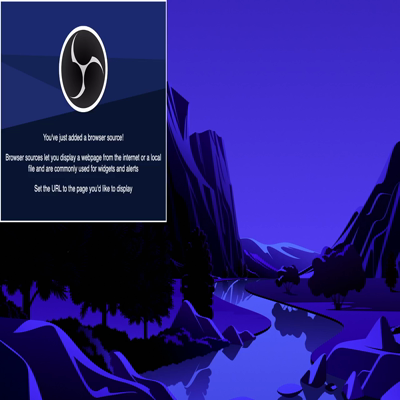 You've just added a browser source!
Browser sources let you display a webpage from the internet or a local
file and are commonly used for widgets and alerts
Set the URL to the page you'd like to display